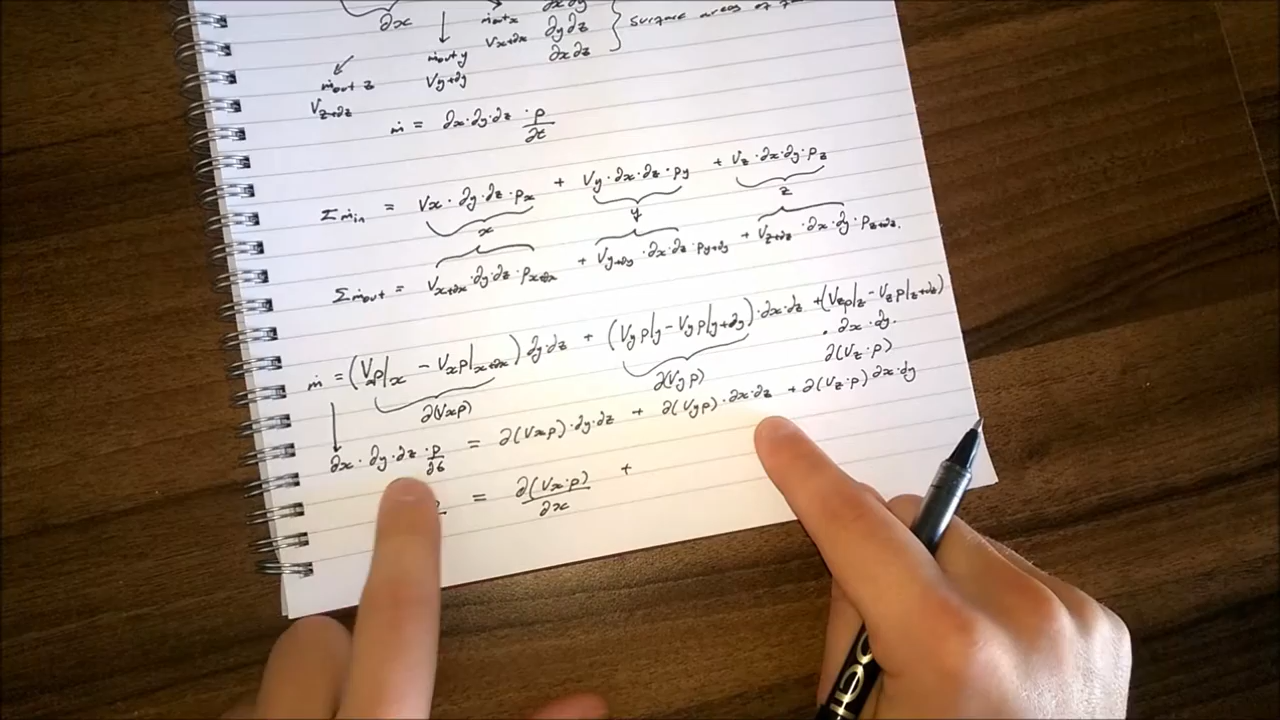 ∂x ṁout x ∂x∂y
Vx+∂x ∂y∂z } surface areas of
∂x∂z
ṁout z ṁout y
Vz+∂z Vy+∂y
ṁ = ∂x·∂y·∂z · ρ/∂t
Σṁin = Vx·∂y·∂z·ρx + Vy·∂x·∂z·ρy + Vz·∂x·∂y·ρz
x y z
Σṁout = Vx+∂x·∂y·∂z·ρx+∂x + Vy+∂y·∂x·∂z·ρy+∂y + Vz+∂z·∂x·∂y·ρz+∂z.
ṁ = (Vxρ|x − Vxρ|x+∂x)∂y·∂z + (Vyρ|y − Vyρ|y+∂y)·∂x·∂z + (Vzρ|z − Vzρ|z+∂z)
·∂x·∂y.
∂(Vxρ) ∂(Vyρ) ∂(Vz·ρ)
∂x·∂y·∂z·ρ/∂t = ∂(Vxρ)·∂y·∂z + ∂(Vyρ)·∂x·∂z + ∂(Vz·ρ)∂x·∂y
= ∂(Vx·ρ)/∂x +